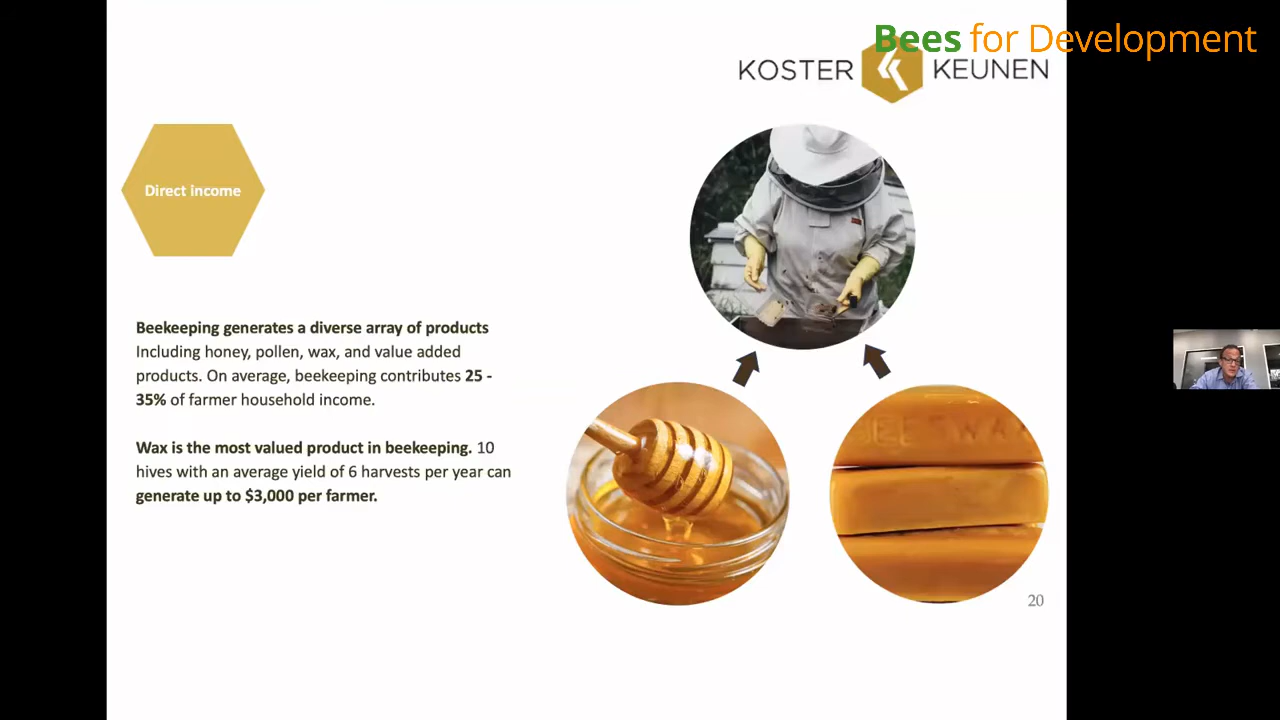 Bees for Development
KOSTER KEUNEN
Direct income
Beekeeping generates a diverse array of products
Including honey, pollen, wax, and value added
products. On average, beekeeping contributes 25 -
35% of farmer household income.
Wax is the most valued product in beekeeping. 10
hives with an average yield of 6 harvests per year can
generate up to $3,000 per farmer.
BEESWAX
20